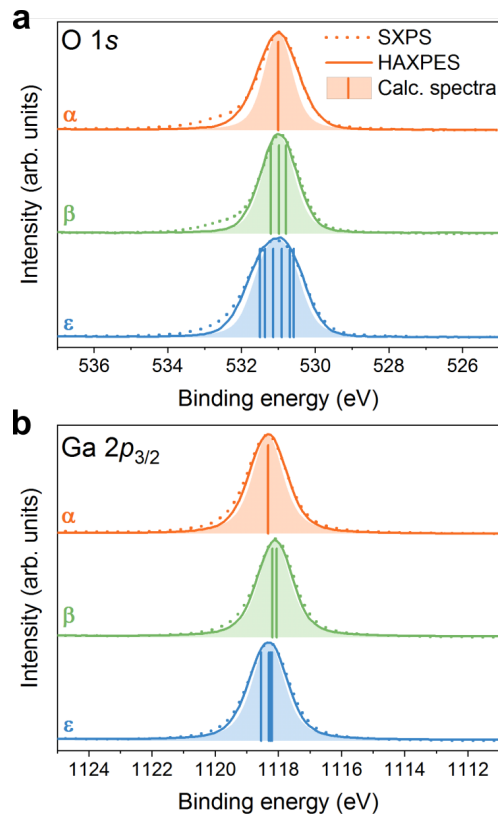 a
O 1s
SXPS
HAXPES
Calc. spectra
α
β
ε
Intensity (arb. units)
536 534 532 530 528 526
Binding energy (eV)
b
Ga 2p3/2
α
β
ε
Intensity (arb. units)
1124 1122 1120 1118 1116 1114 1112
Binding energy (eV)